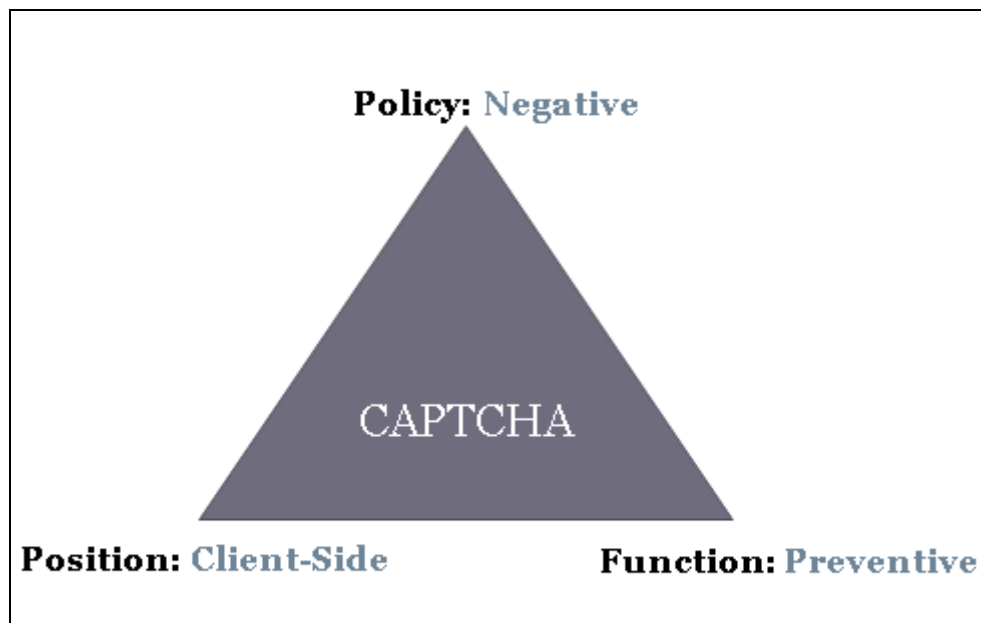 Policy: Negative
CAPTCHA
Position: Client-Side
Function: Preventive